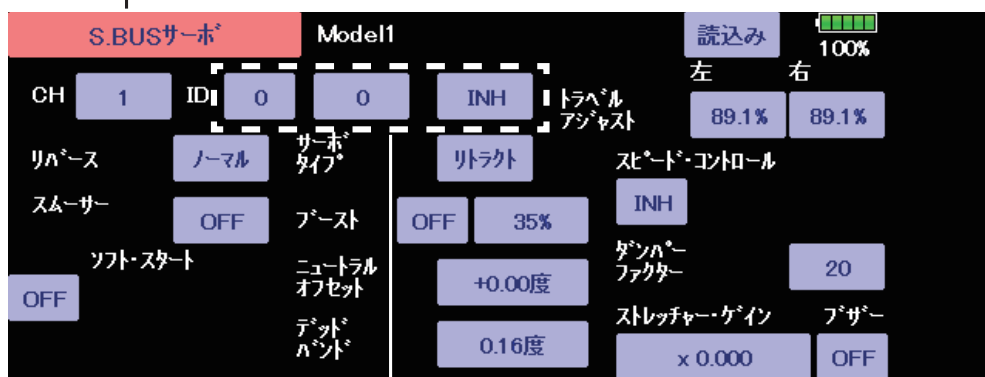 S.BUSサーボ Model1 読込み 100%
左 右
CH 1 ID 0 0 INH トラベル アジャスト 89.1% 89.1%
リバース ノーマル サーボ タイプ リトラクト スピード・コントロール
INH
スムーサー OFF ブースト OFF 35%
ソフト・スタート
OFF
ニュートラル オフセット +0.00度 ダンパー ファクター 20
デッド バンド 0.16度 ストレッチャー・ゲイン ブザー
x 0.000 OFF